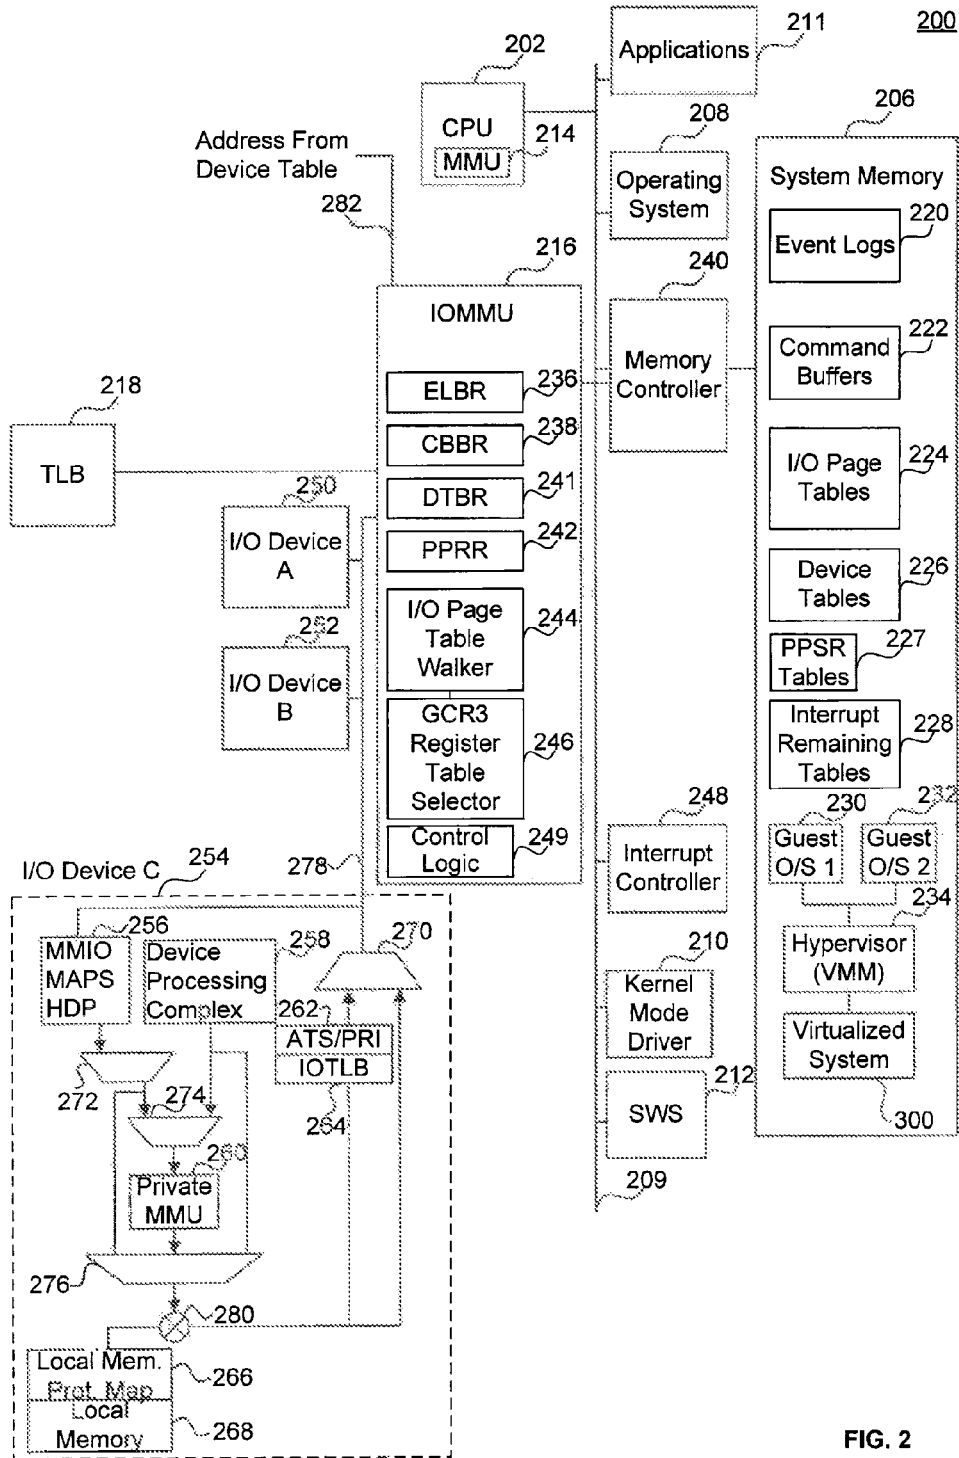 200
Applications
211
202
CPU
MMU
214
208
Operating
System
206
System Memory
Address From
Device Table
282
216
IOMMU
240
Memory
Controller
220
Event Logs
222
Command
Buffers
218
TLB
ELBR
236
CBBR
238
DTBR
241
PPRR
242
I/O Page
Table
Walker
244
GCR3
Register
Table
Selector
246
Control
Logic
249
250
I/O Device
A
252
I/O Device
B
I/O Page
Tables
224
Device
Tables
226
PPSR
Tables
227
Interrupt
Remaining
Tables
228
230
Guest
O/S 1
232
Guest
O/S 2
234
Hypervisor
(VMM)
Virtualized
System
300
248
Interrupt
Controller
210
Kernel
Mode
Driver
SWS
212
209
I/O Device C
254
278
256
MMIO
MAPS
HDP
258
Device
Processing
Complex
270
262
ATS/PRI
IOTLB
264
272
274
260
Private
MMU
276
280
Local Mem.
Prot. Map
266
Local
Memory
268
FIG. 2